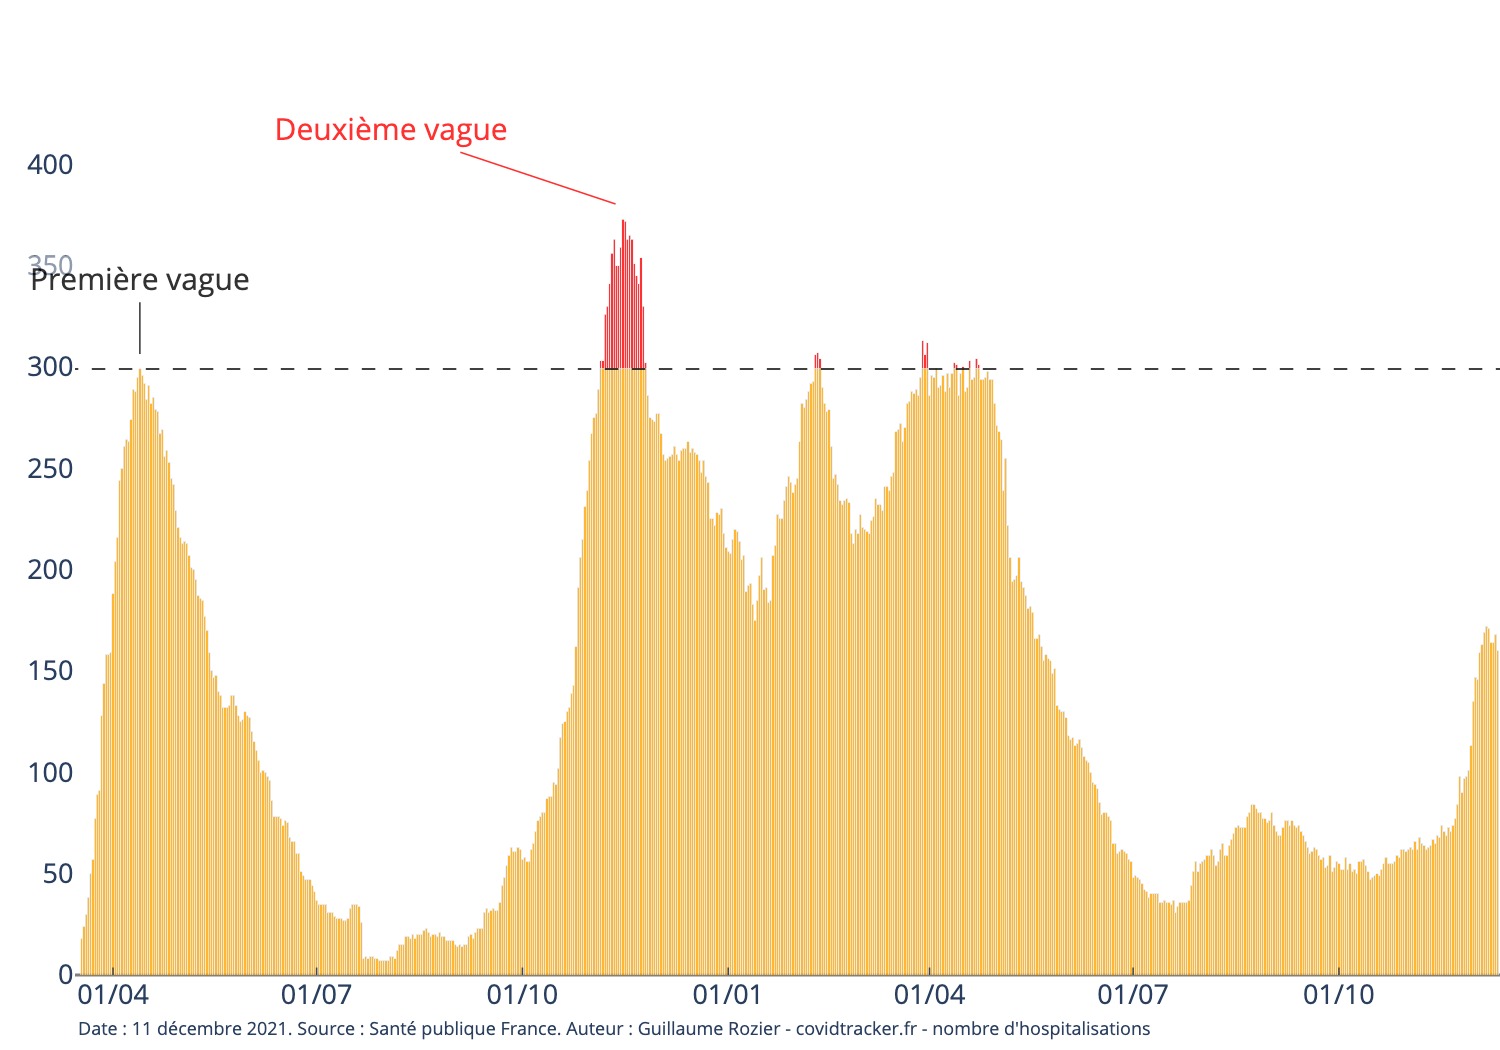 Deuxième vague
400
350
Première vague
300
250
200
150
100
50
0
01/04 01/07 01/10 01/01 01/04 01/07 01/10
Date : 11 décembre 2021. Source : Santé publique France. Auteur : Guillaume Rozier - covidtracker.fr - nombre d'hospitalisations